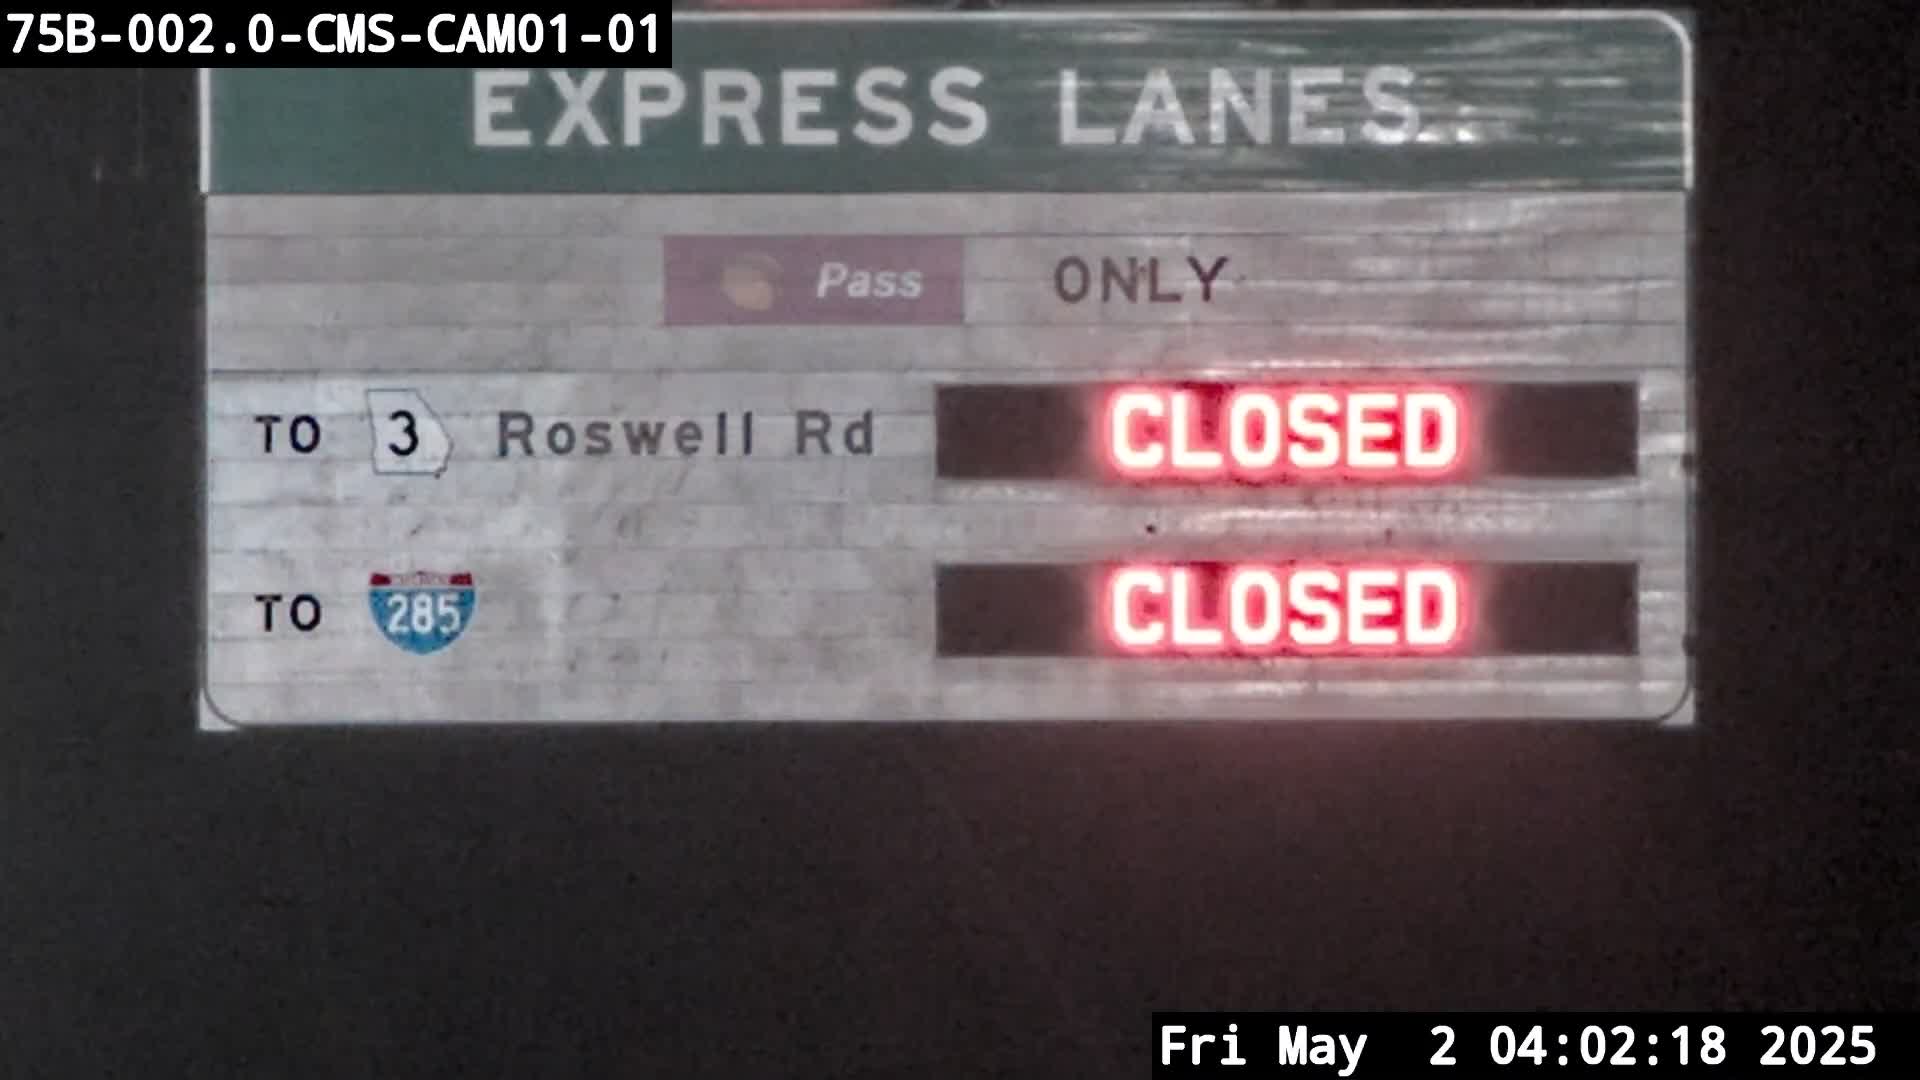 75B-002.0-CMS-CAM01-01
EXPRESS LANES
Pass ONLY
TO 3 Roswell Rd CLOSED
TO 285 CLOSED
Fri May  2 04:02:18 2025